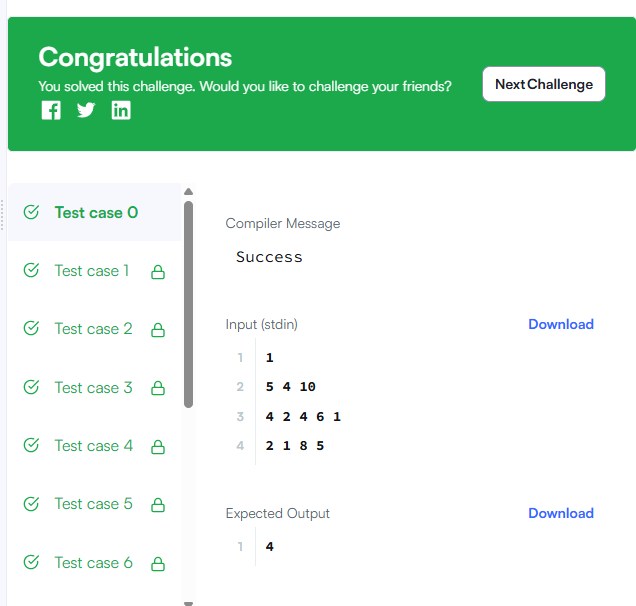 Congratulations
You solved this challenge. Would you like to challenge your friends?
Next Challenge
Test case 0
Test case 1
Test case 2
Test case 3
Test case 4
Test case 5
Test case 6
Compiler Message
Success
Input (stdin)
Download
1 1
2 5 4 10
3 4 2 4 6 1
4 2 1 8 5
Expected Output
Download
1 4